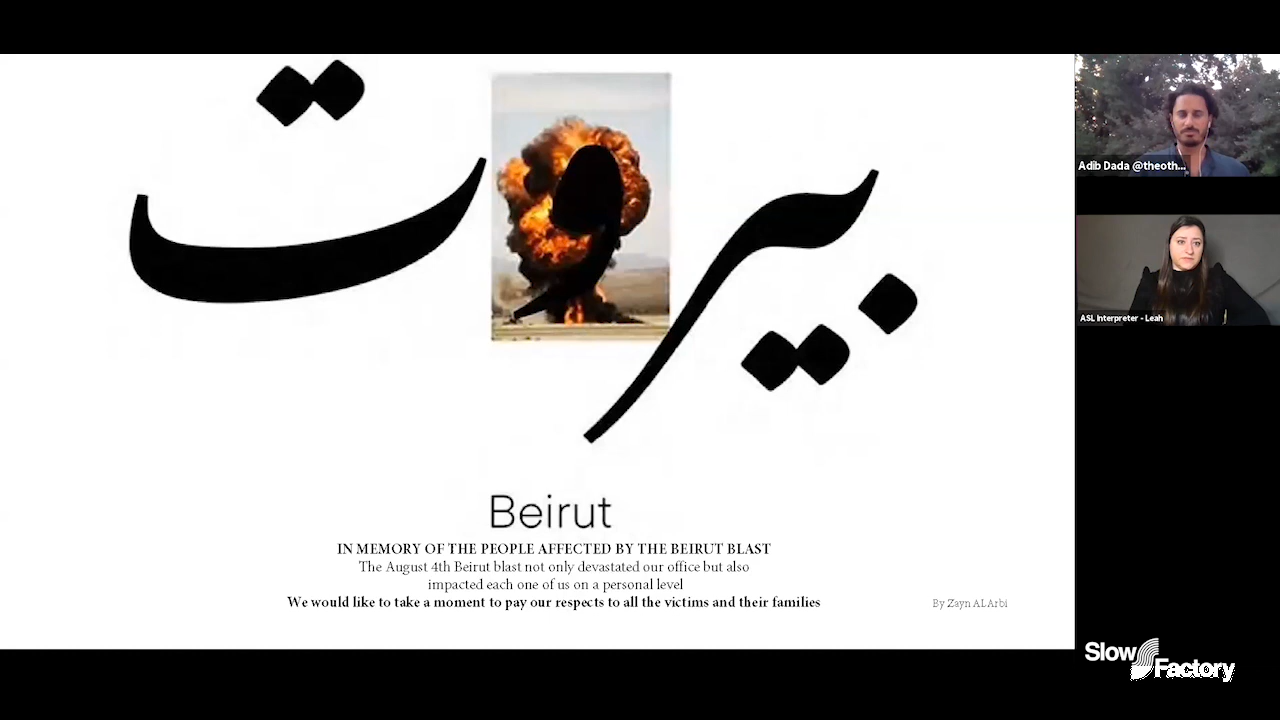 بيروت
Beirut
IN MEMORY OF THE PEOPLE AFFECTED BY THE BEIRUT BLAST
The August 4th Beirut blast not only devastated our office but also
impacted each one of us on a personal level
We would like to take a moment to pay our respects to all the victims and their families
By Zayn AL Arbi
Adib Dada @theoth...
ASL Interpreter - Leah
Slow
Factory